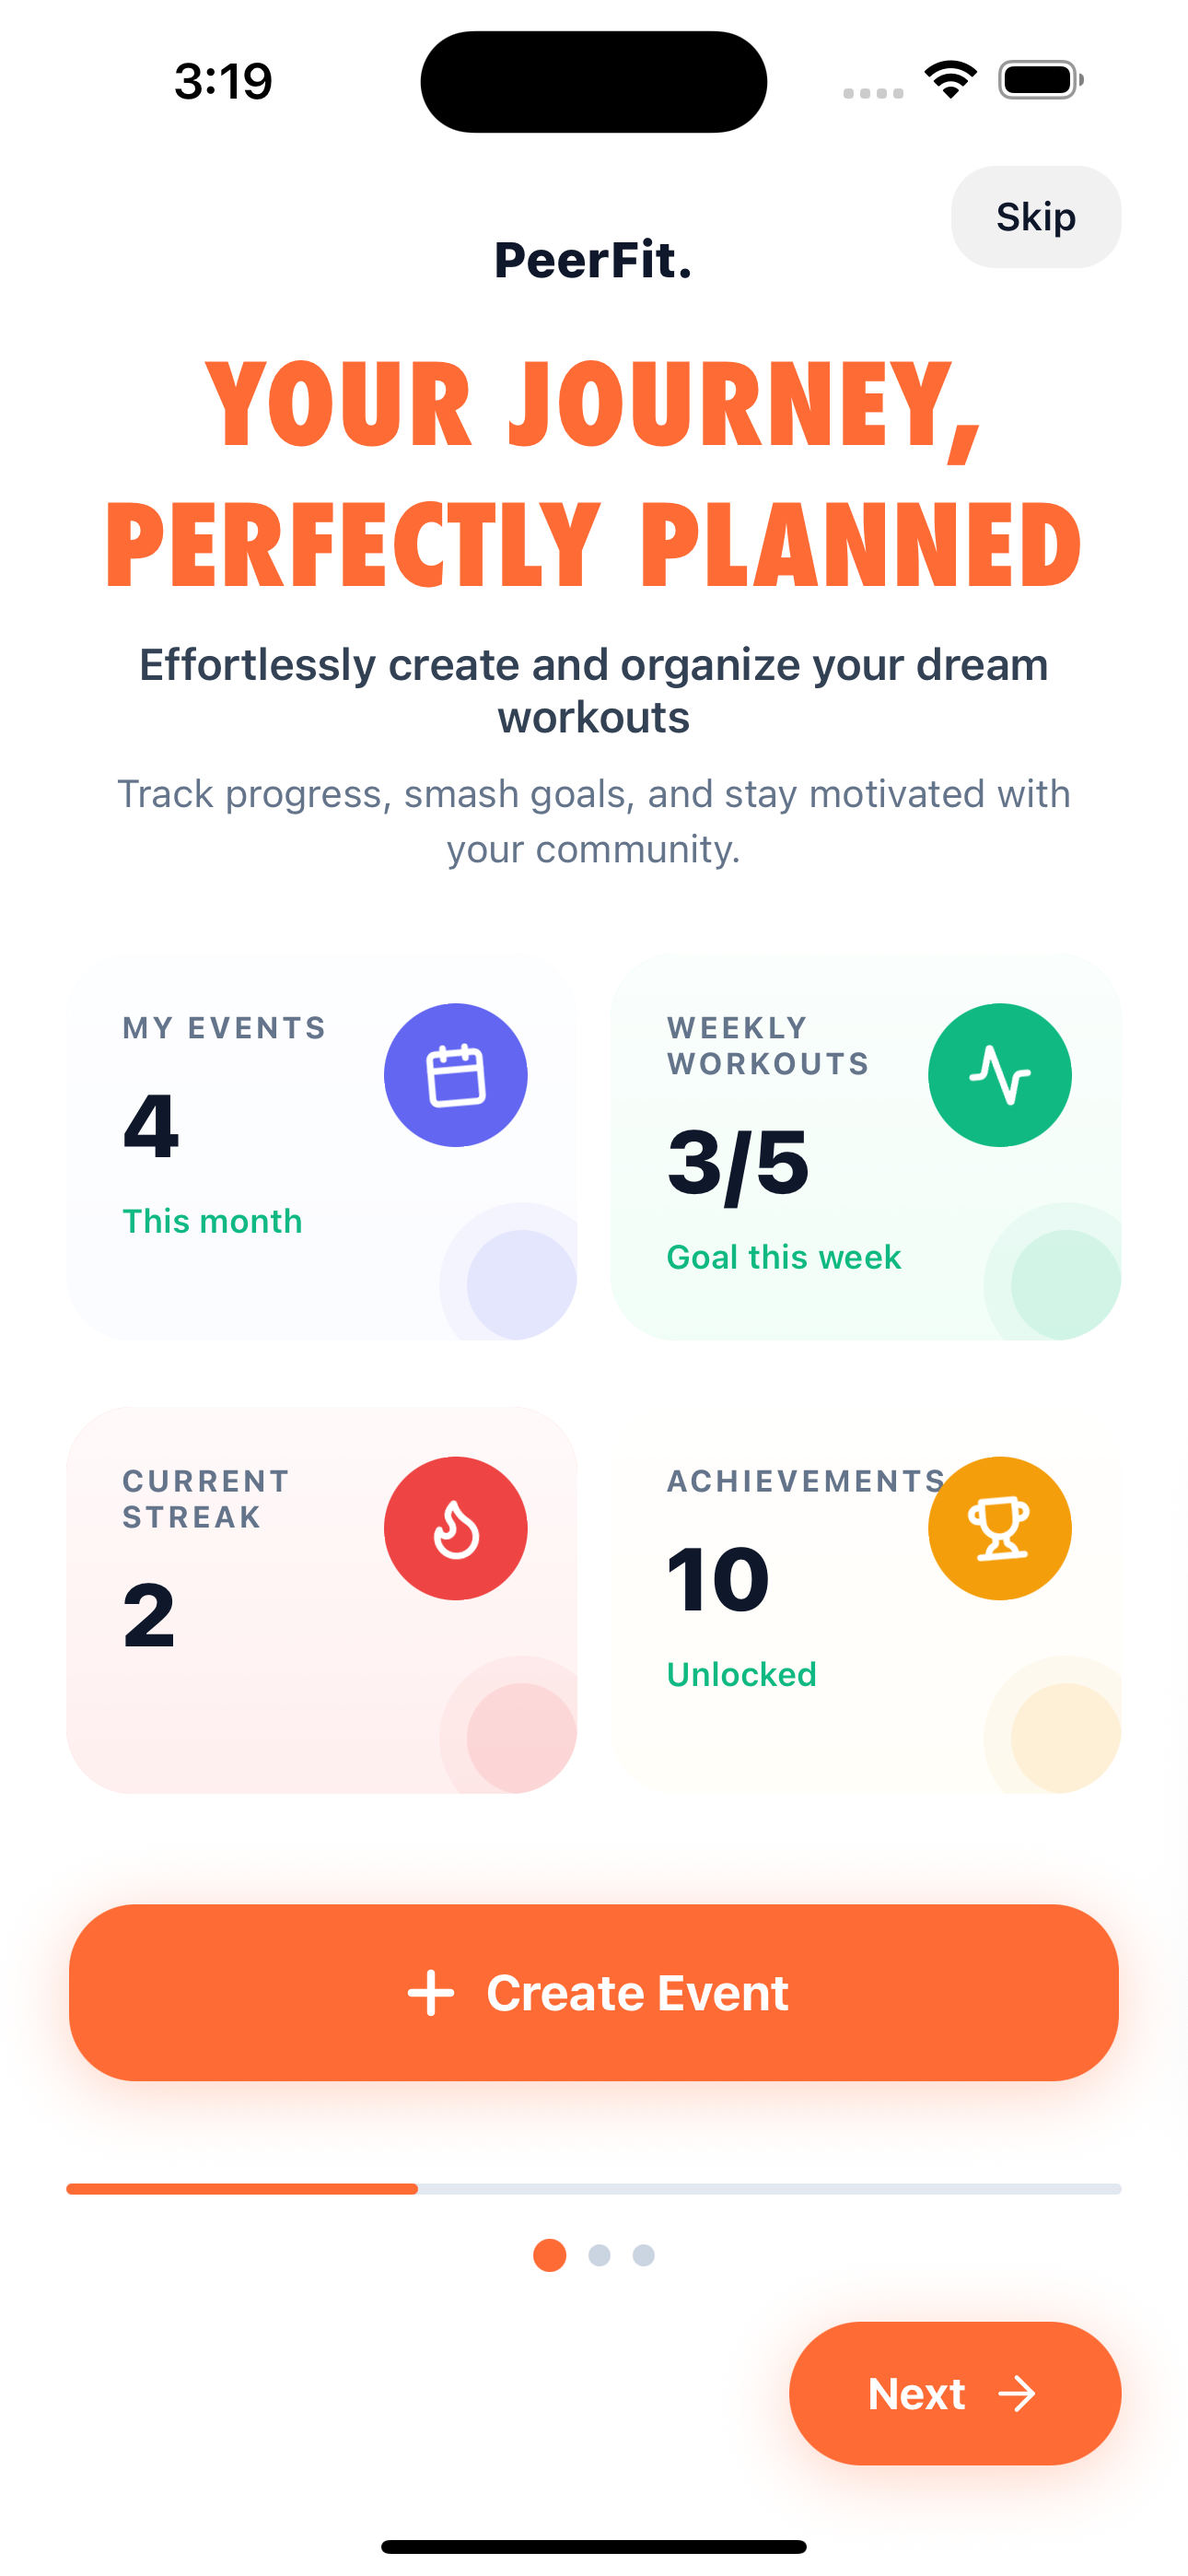 3:19
Skip
PeerFit.
YOUR JOURNEY,
PERFECTLY PLANNED
Effortlessly create and organize your dream
workouts
Track progress, smash goals, and stay motivated with
your community.
MY EVENTS
4
This month
WEEKLY
WORKOUTS
3/5
Goal this week
CURRENT
STREAK
2
ACHIEVEMENTS
10
Unlocked
Create Event
Next